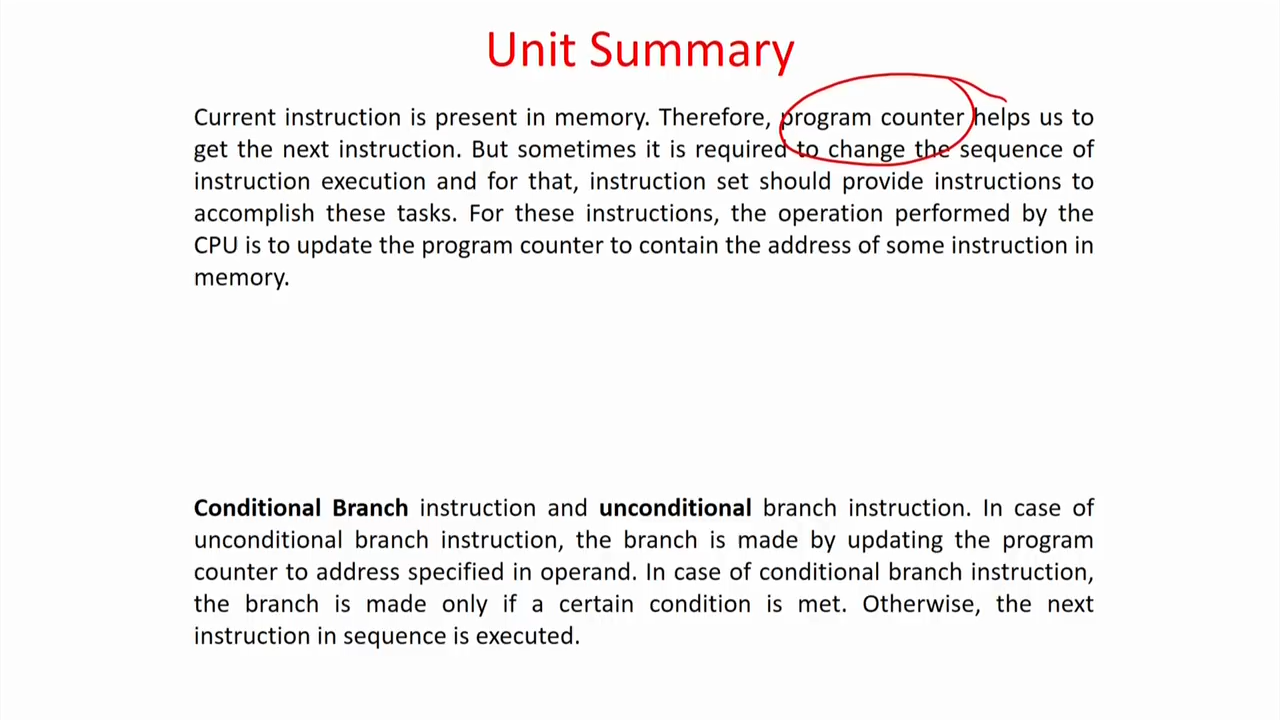 Unit Summary
Current instruction is present in memory. Therefore, program counter helps us to
get the next instruction. But sometimes it is required to change the sequence of
instruction execution and for that, instruction set should provide instructions to
accomplish these tasks. For these instructions, the operation performed by the
CPU is to update the program counter to contain the address of some instruction in
memory.
Conditional Branch instruction and unconditional branch instruction. In case of
unconditional branch instruction, the branch is made by updating the program
counter to address specified in operand. In case of conditional branch instruction,
the branch is made only if a certain condition is met. Otherwise, the next
instruction in sequence is executed.